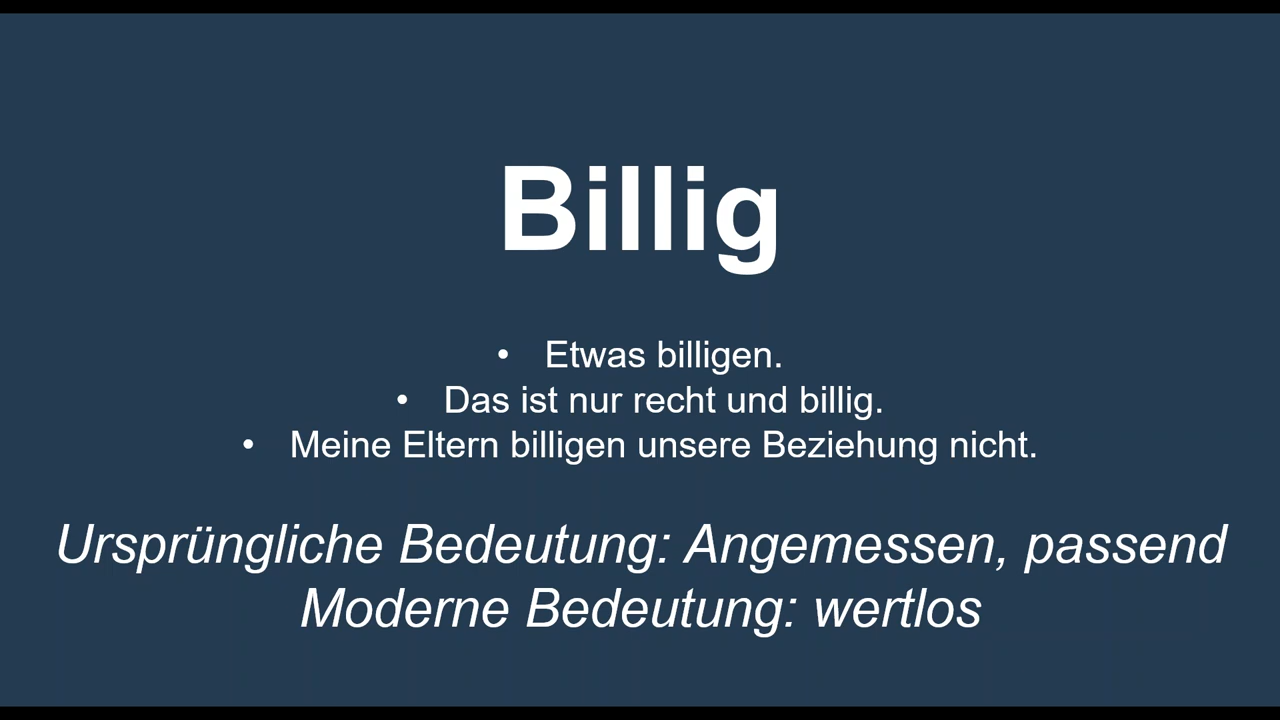 Billig
• Etwas billigen.
• Das ist nur recht und billig.
• Meine Eltern billigen unsere Beziehung nicht.
Ursprüngliche Bedeutung: Angemessen, passend
Moderne Bedeutung: wertlos